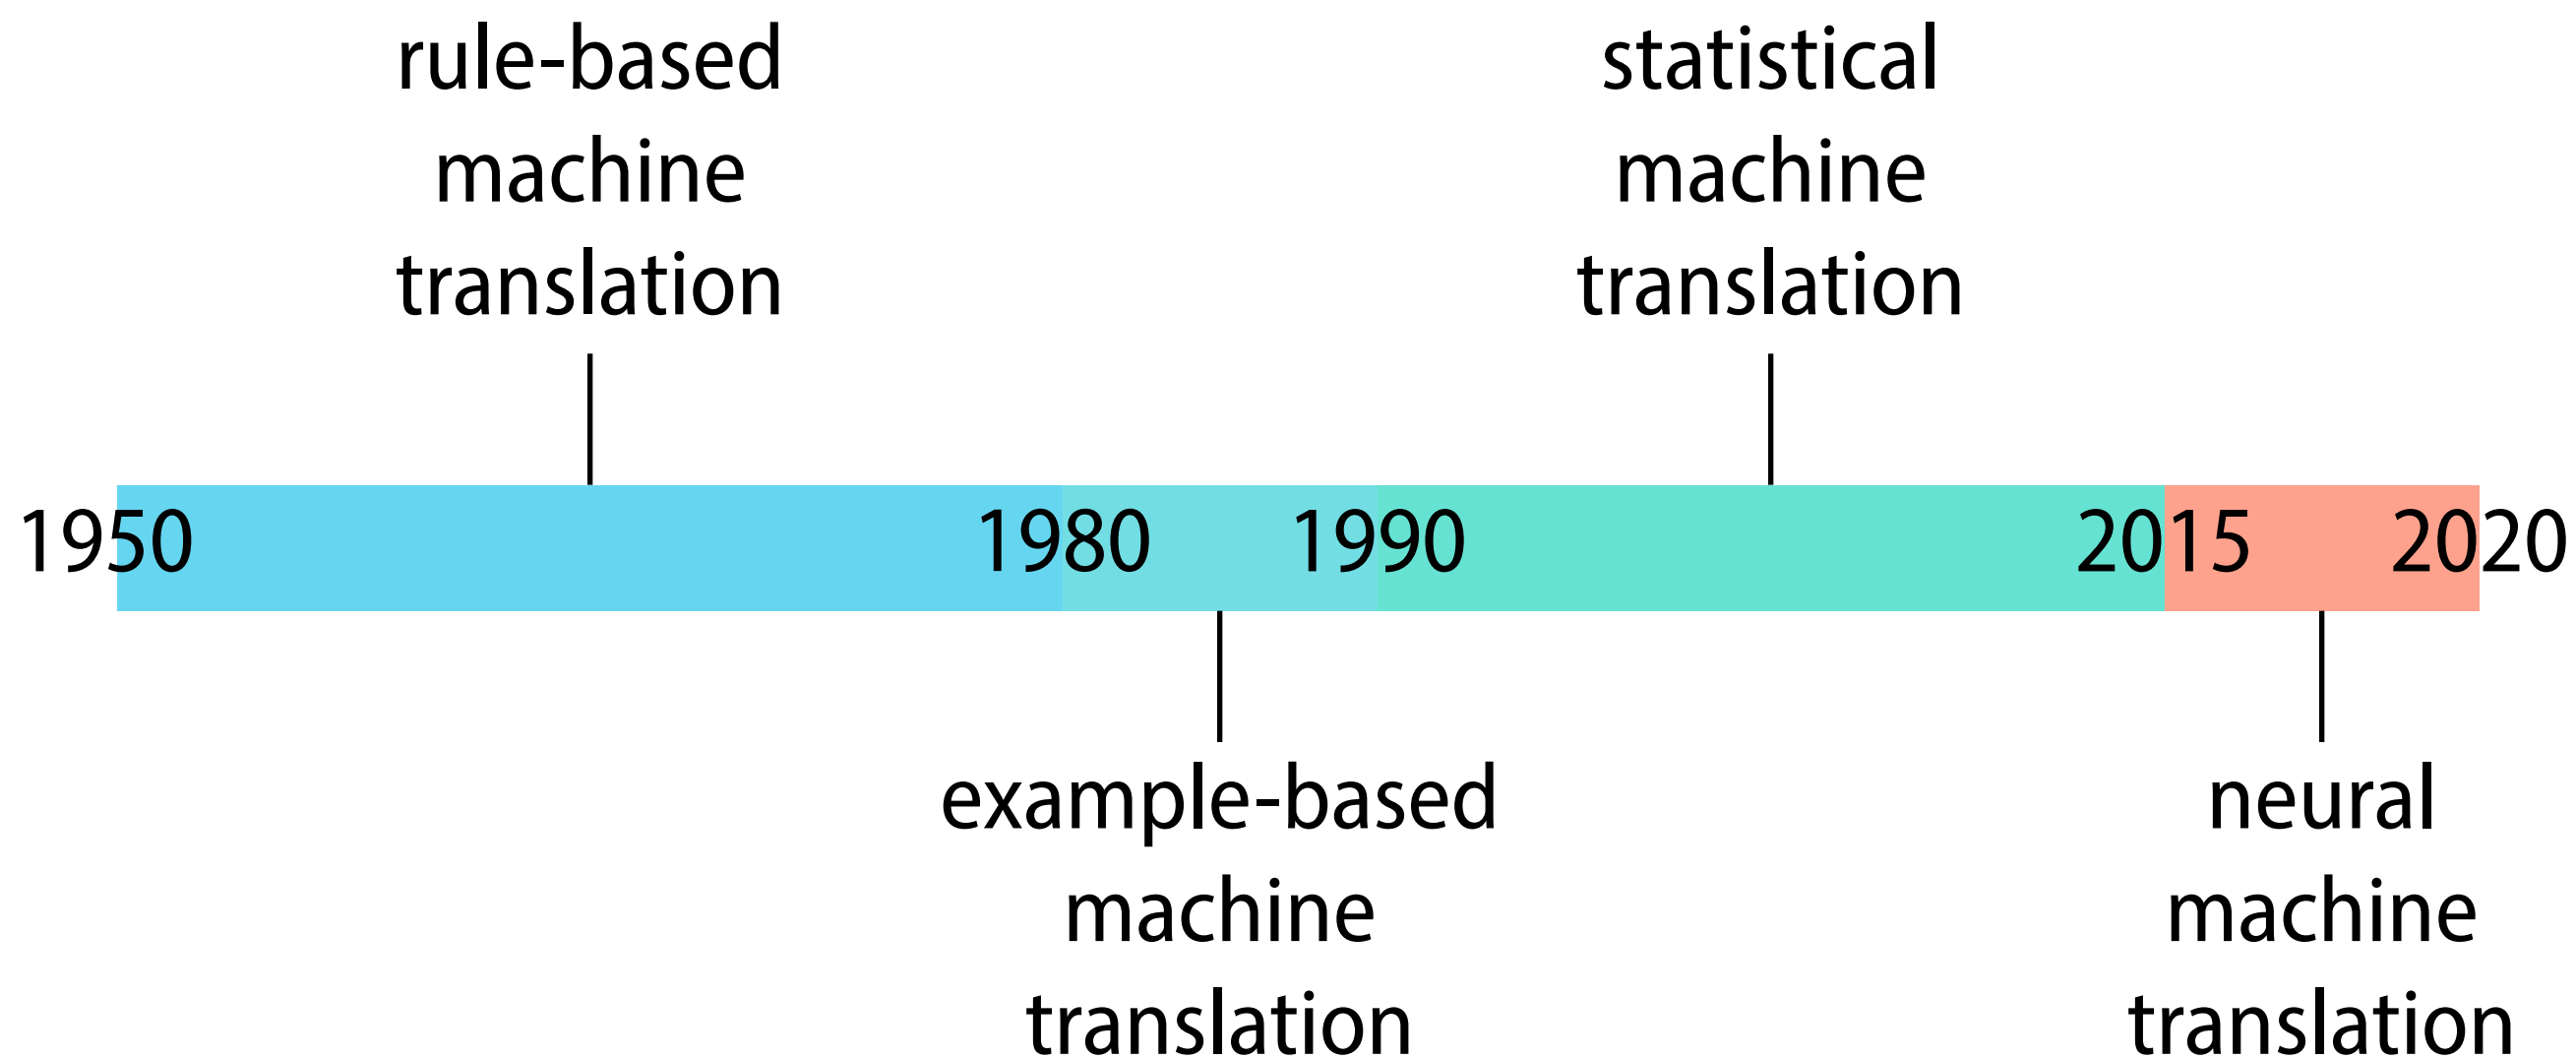 rule-based
machine
translation
statistical
machine
translation
1950 1980 1990 2015 2020
example-based
machine
translation
neural
machine
translation